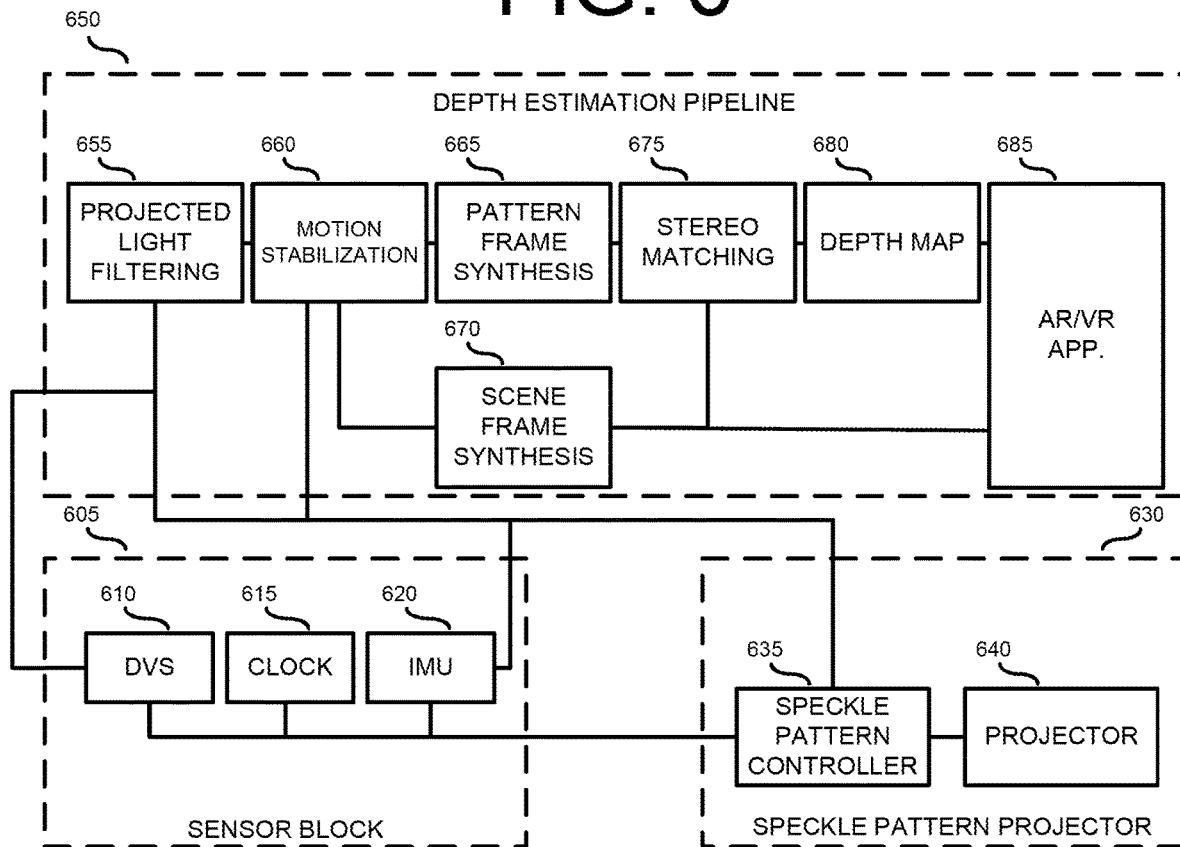 650
DEPTH ESTIMATION PIPELINE
655
660
665
675
680
685
PROJECTED
LIGHT
FILTERING
MOTION
STABILIZATION
PATTERN
FRAME
SYNTHESIS
STEREO
MATCHING
DEPTH MAP
AR/VR
APP.
670
SCENE
FRAME
SYNTHESIS
605
630
610
615
620
DVS
CLOCK
IMU
635
640
SPECKLE
PATTERN
CONTROLLER
PROJECTOR
SENSOR BLOCK
SPECKLE PATTERN PROJECTOR